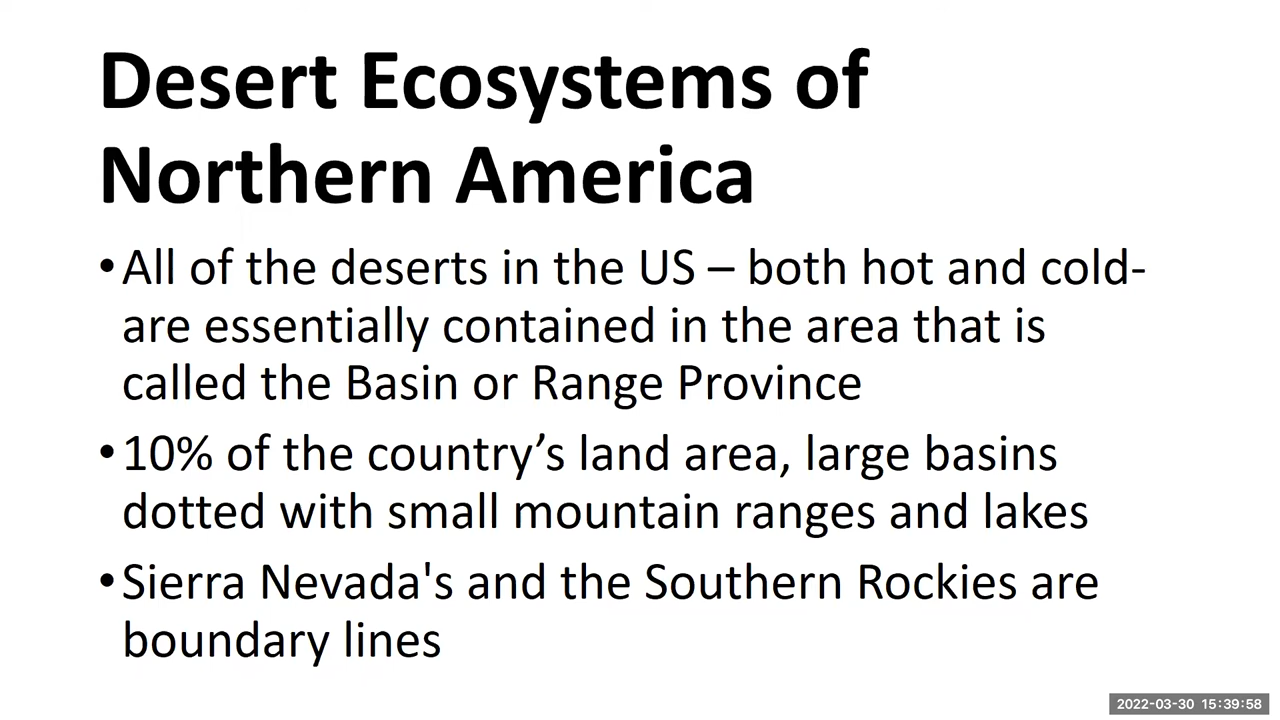 Desert Ecosystems of
Northern America
•All of the deserts in the US – both hot and cold-
are essentially contained in the area that is
called the Basin or Range Province
•10% of the country’s land area, large basins
dotted with small mountain ranges and lakes
•Sierra Nevada's and the Southern Rockies are
boundary lines
2022-03-30 15:39:58